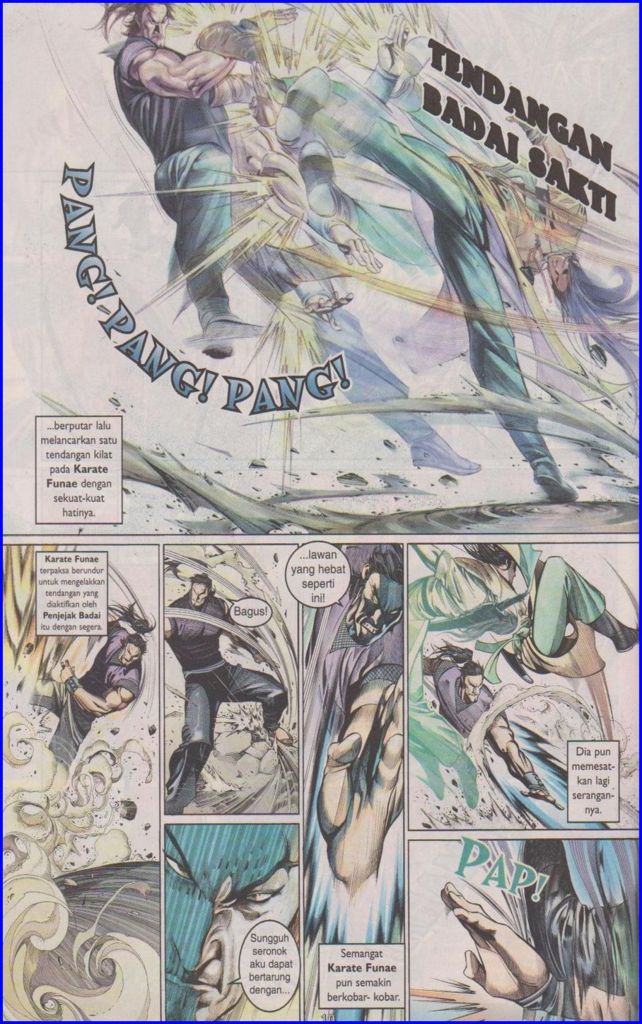 TENDANGAN
BADAI SAKTI
PANG! PANG! PANG!
...berputar lalu
melancarkan satu
tendangan kilat
pada Karate
Funae dengan
sekuat-kuat
hatinya.
Karate Funae
terpaksa berundur
untuk mengelakkan
tendangan yang
diaktifkan oleh
Penjejak Badai
itu dengan segera.
Bagus!
Sungguh
seronok
aku dapat
bertarung
dengan...
...lawan
yang hebat
seperti
ini!
Semangat
Karate Funae
pun semakin
berkobar- kobar.
Dia pun
memesat-
kan lagi
serangan-
nya.
PAP!